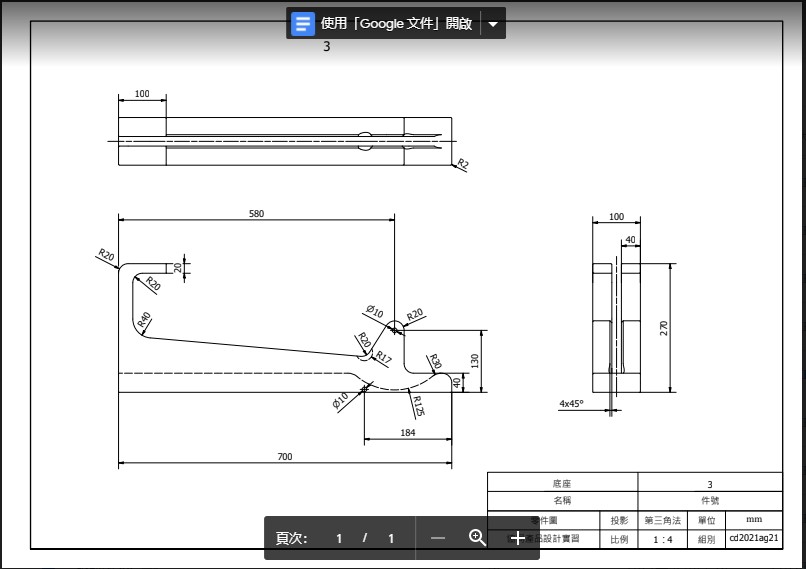 使用「Google 文件」開啟
3
100
R2
580
100
40
R20
20
R20
R40
Ø10
R20
R20
R17
R30
130
40
270
Ø10
R125
184
4x45°
700
底座 3
名稱 件號
零件圖 投影 第三角法 單位 mm
產品設計實習 比例 1：4 組別 cd2021ag21
頁次： 1 / 1